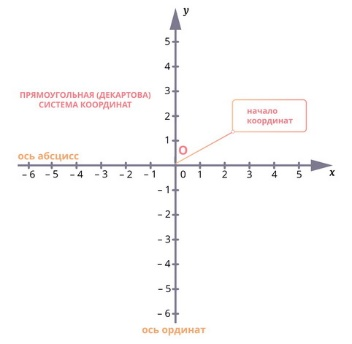 y
5
4
ПРЯМОУГОЛЬНАЯ (ДЕКАРТОВА)
СИСТЕМА КООРДИНАТ
3
2
начало
координат
1
О
ось абсцисс
– 6 – 5 – 4 – 3 – 2 – 1 0 1 2 3 4 5 x
– 1
– 2
– 3
– 4
– 5
– 6
ось ординат